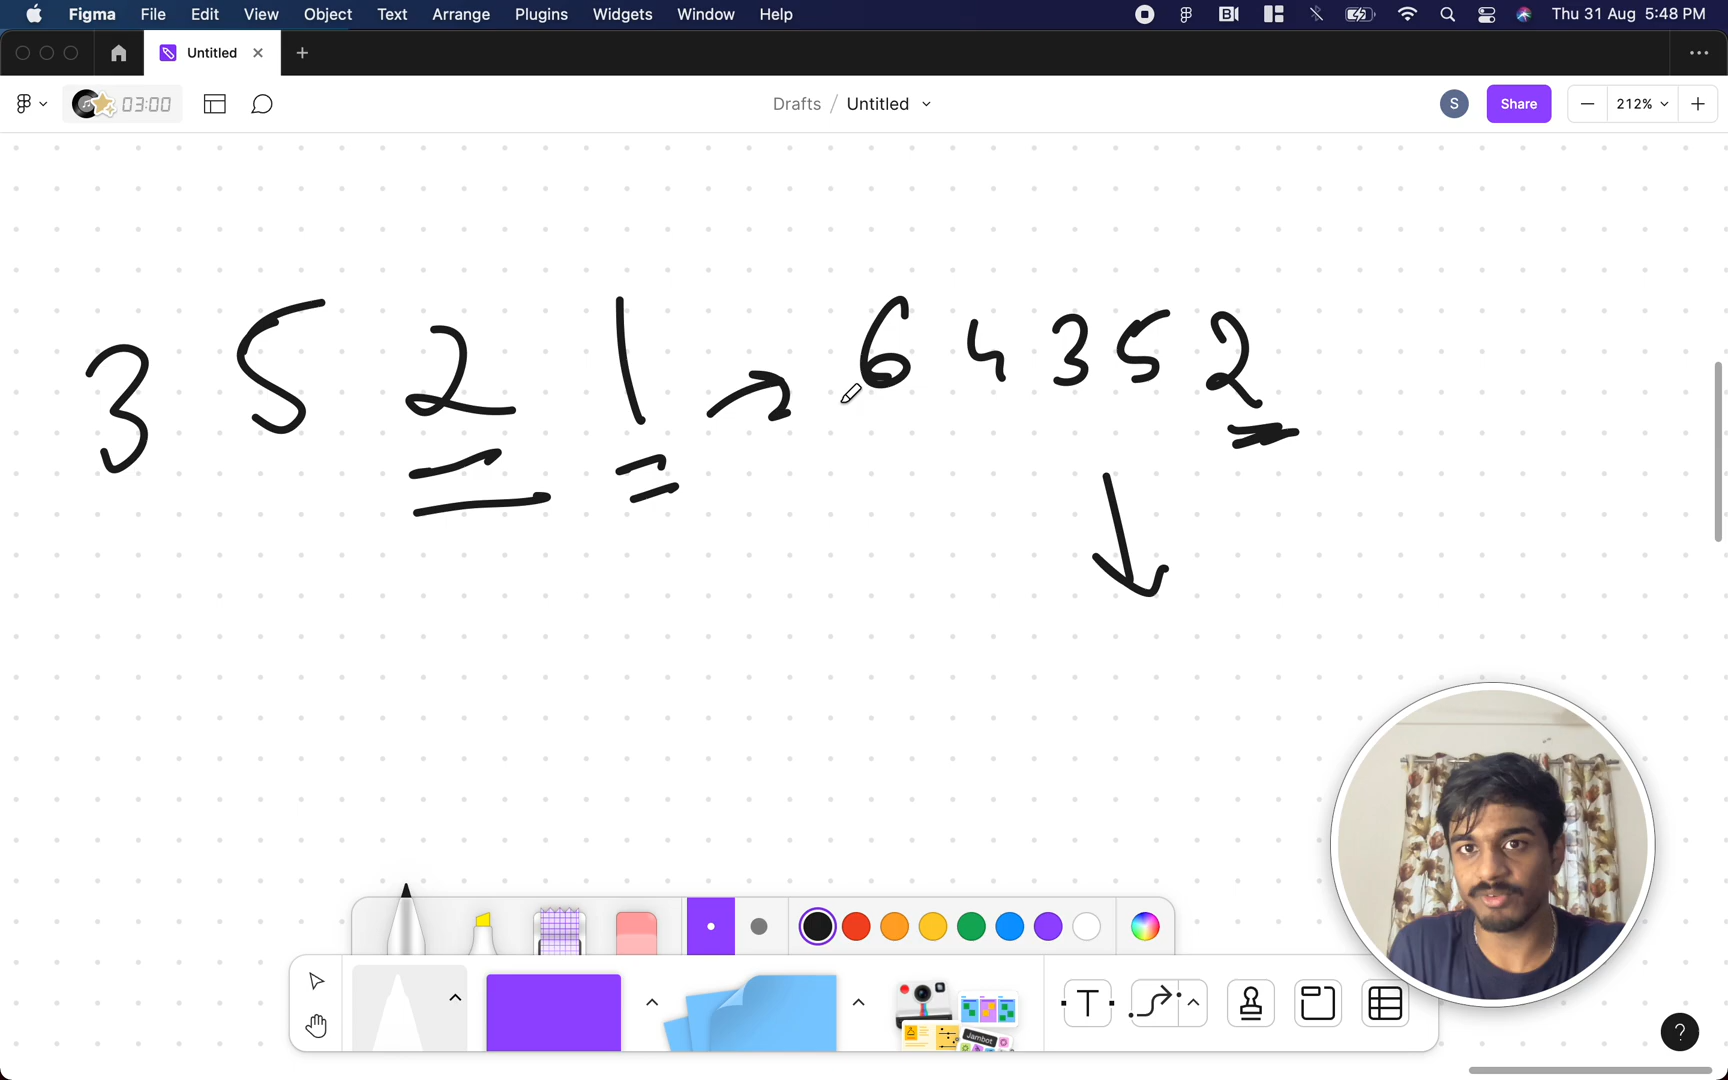 Figma File Edit View Object Text Arrange Plugins Widgets Window Help Thu 31 Aug 5:48 PM
Untitled
03:00 Drafts / Untitled S Share 212%
3 5 2 1 → 6 4 3 5 2
T
Jambot
?